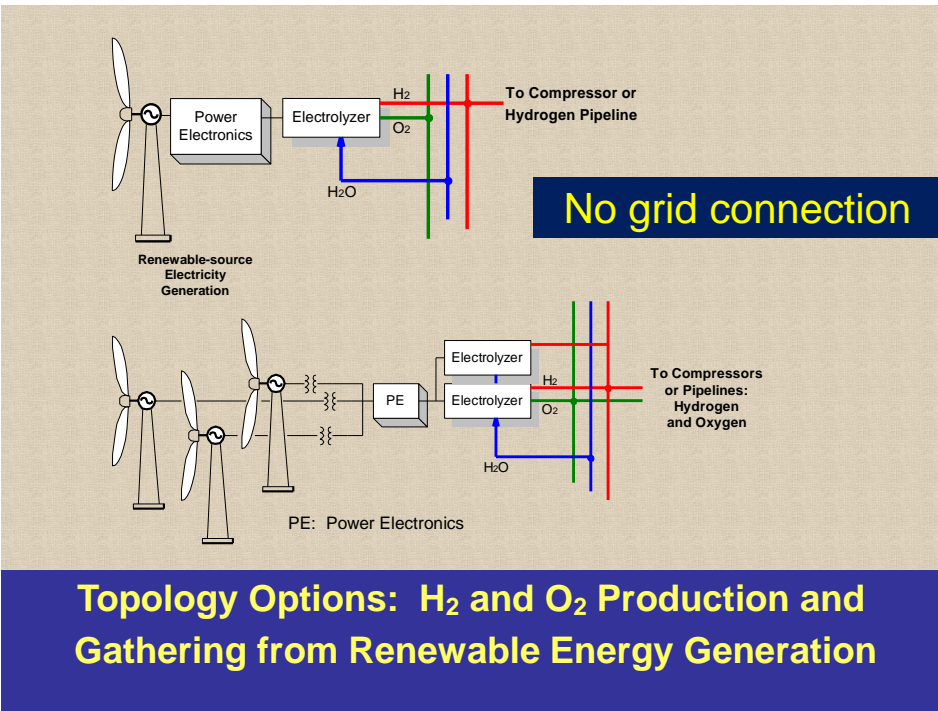 H2
To Compressor or
Hydrogen Pipeline
Power
Electronics
Electrolyzer
O2
H2O
No grid connection
Renewable-source
Electricity
Generation
Electrolyzer
To Compressors
or Pipelines:
Hydrogen
and Oxygen
H2
PE
Electrolyzer
O2
H2O
PE: Power Electronics
Topology Options: H2 and O2 Production and
Gathering from Renewable Energy Generation